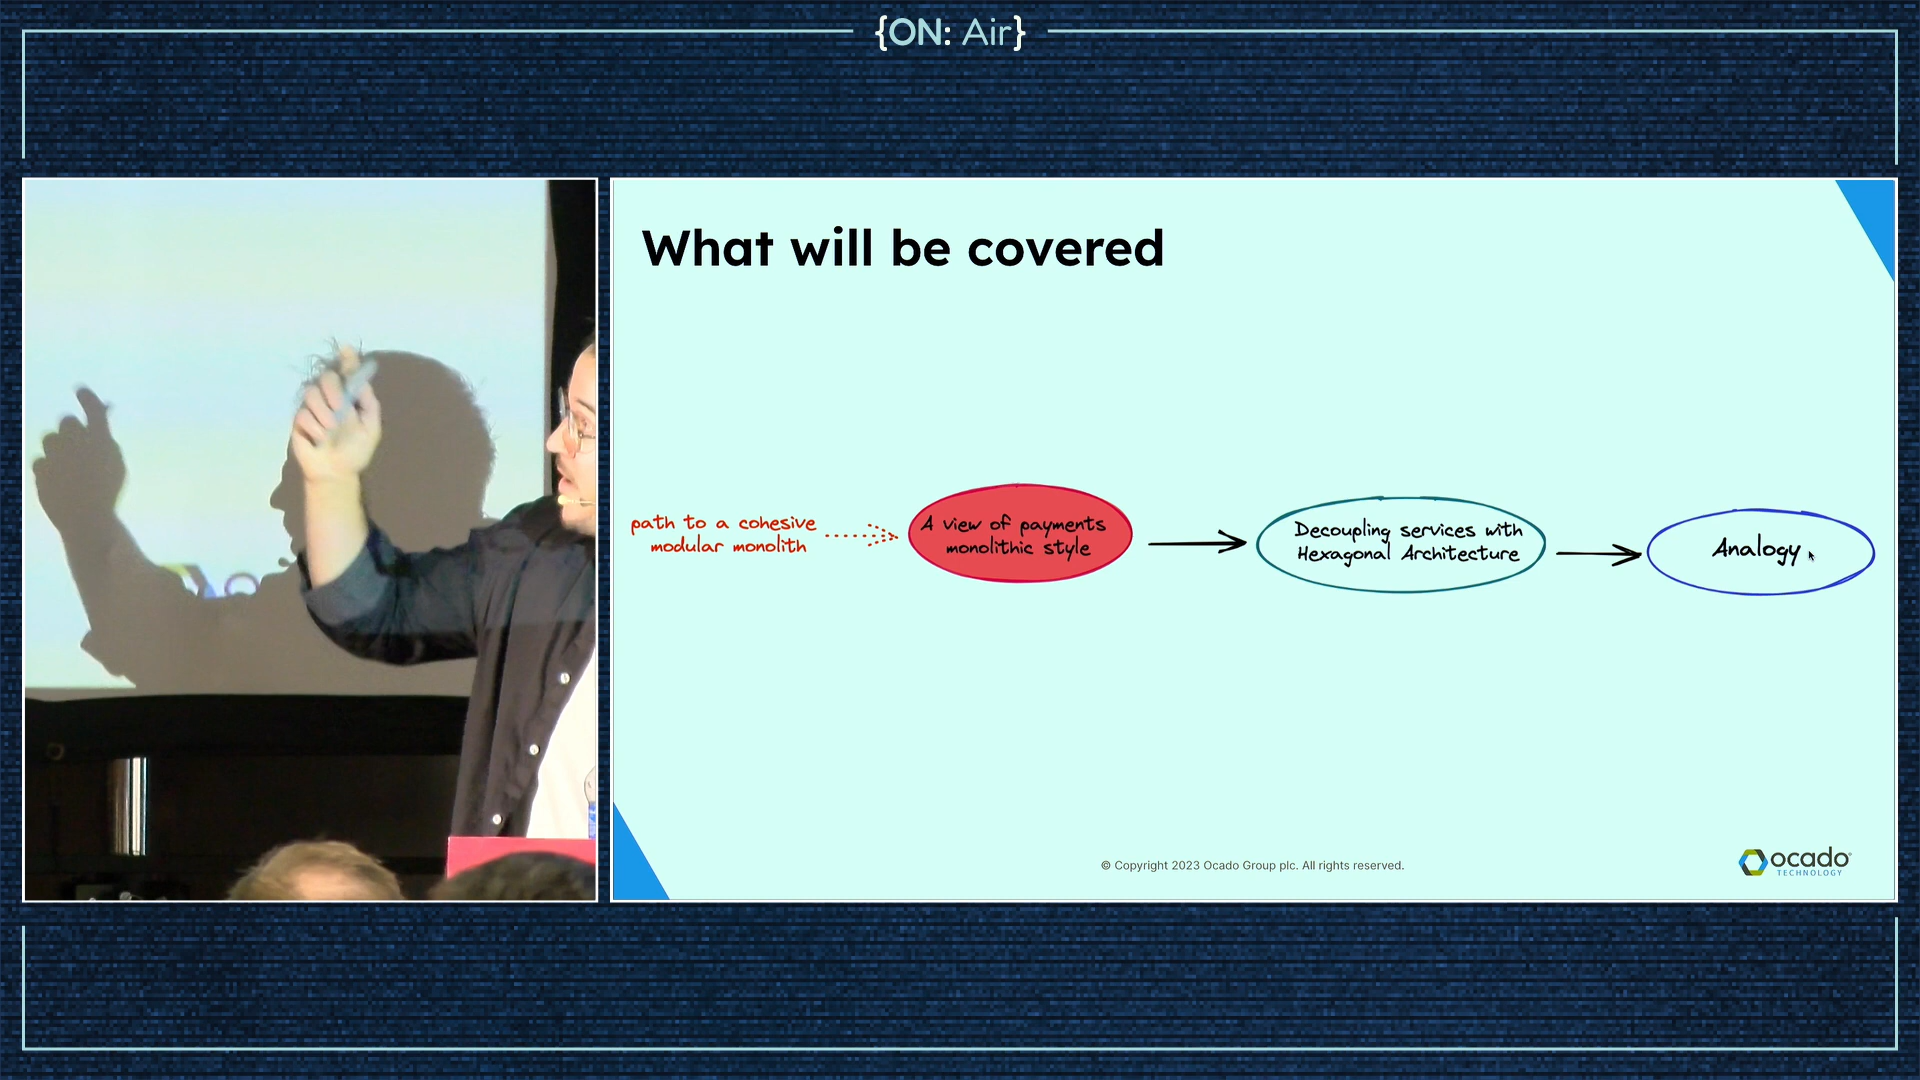 {ON: Air}
What will be covered
path to a cohesive
modular monolith
A view of payments
monolithic style
Decoupling services with
Hexagonal Architecture
Analogy
© Copyright 2023 Ocado Group plc. All rights reserved.
ocado
TECHNOLOGY